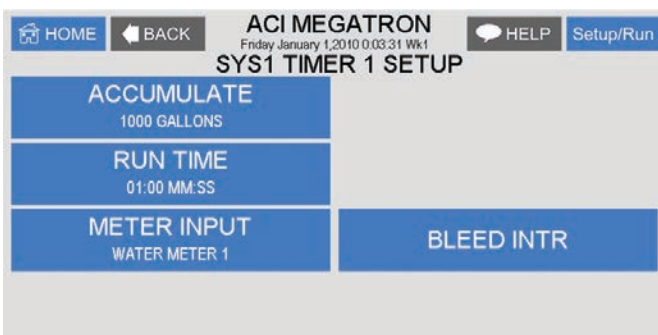 HOME
BACK
ACI MEGATRON
Friday January 1,2010 0:03:31 Wk1
HELP
Setup/Run
SYS1 TIMER 1 SETUP
ACCUMULATE
1000 GALLONS
RUN TIME
01:00 MM:SS
METER INPUT
WATER METER 1
BLEED INTR